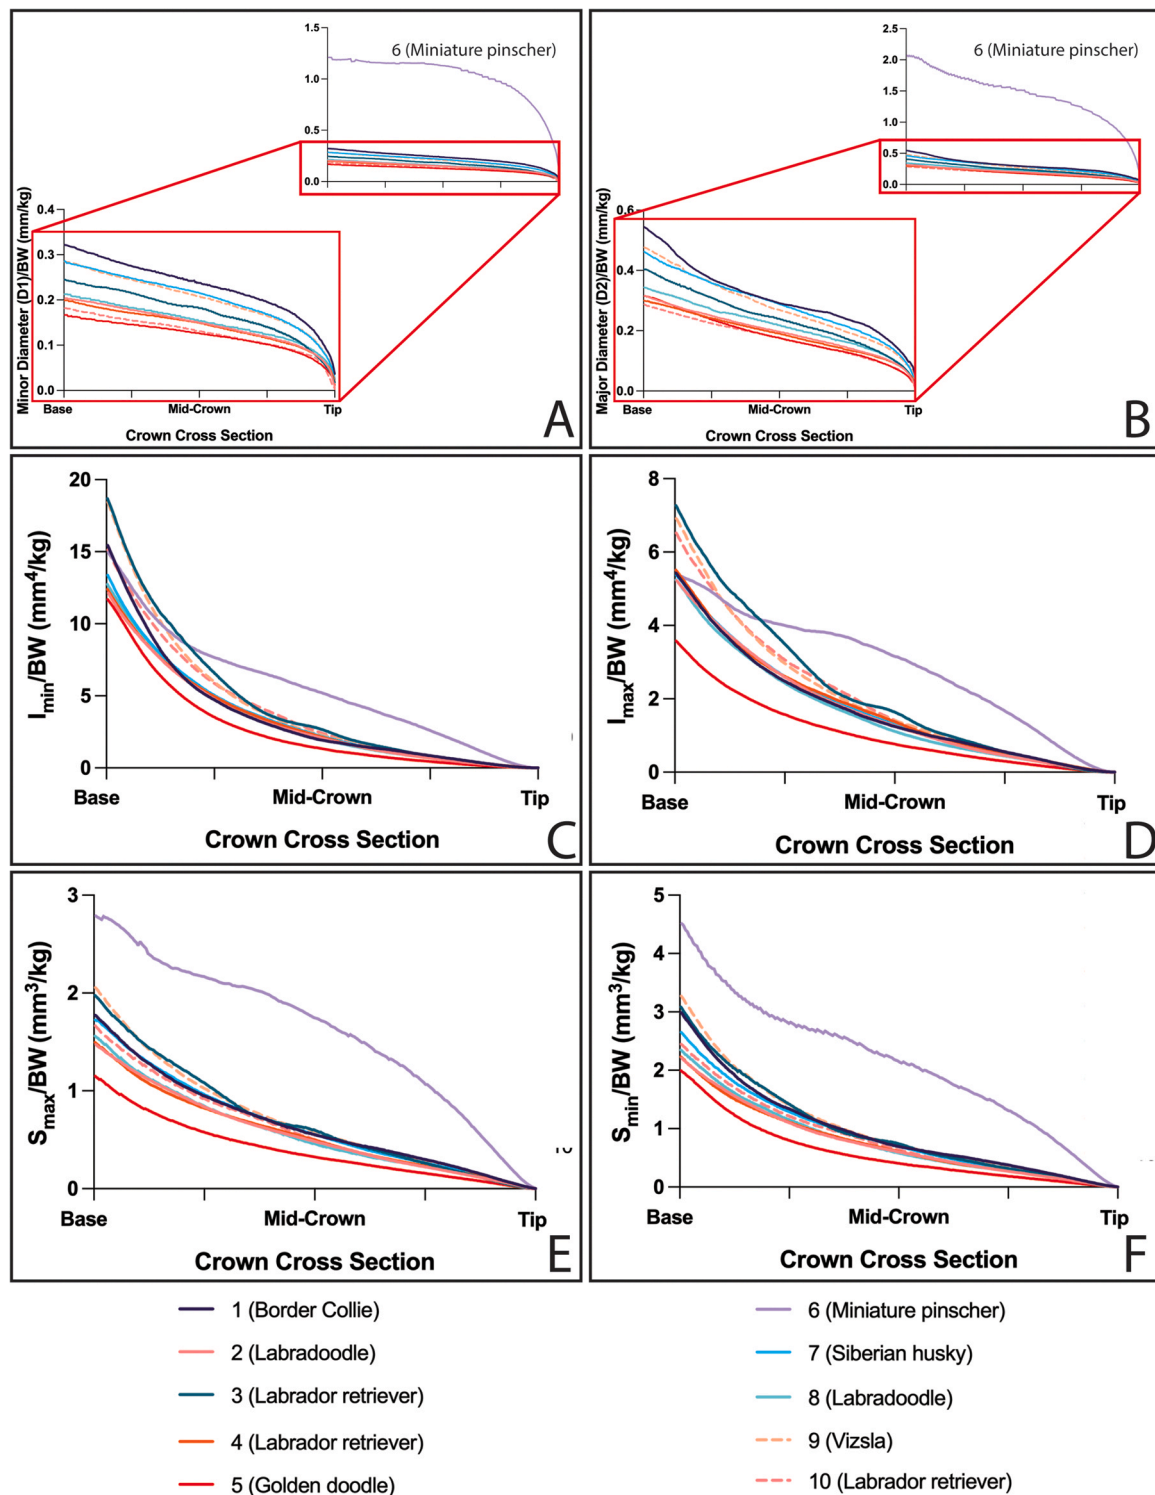 1.5
6 (Miniature pinscher)
1.0
0.5
0.0
0.4
0.3
0.2
0.1
0.0
Minor Diameter (D1)/BW (mm/kg)
Base
Mid-Crown
Tip
Crown Cross Section
A
2.5
6 (Miniature pinscher)
2.0
1.5
1.0
0.5
0.0
0.6
0.4
0.2
0.0
Major Diameter (D2)/BW (mm/kg)
Base
Mid-Crown
Tip
Crown Cross Section
B
20
15
10
5
0
Imin/BW (mm4/kg)
Base
Mid-Crown
Tip
Crown Cross Section
C
8
6
4
2
0
Imax/BW (mm4/kg)
Base
Mid-Crown
Tip
Crown Cross Section
D
3
2
1
0
Smax/BW (mm3/kg)
Base
Mid-Crown
Tip
Crown Cross Section
E
5
4
3
2
1
0
Smin/BW (mm3/kg)
Base
Mid-Crown
Tip
Crown Cross Section
F
1 (Border Collie)
2 (Labradoodle)
3 (Labrador retriever)
4 (Labrador retriever)
5 (Golden doodle)
6 (Miniature pinscher)
7 (Siberian husky)
8 (Labradoodle)
9 (Vizsla)
10 (Labrador retriever)